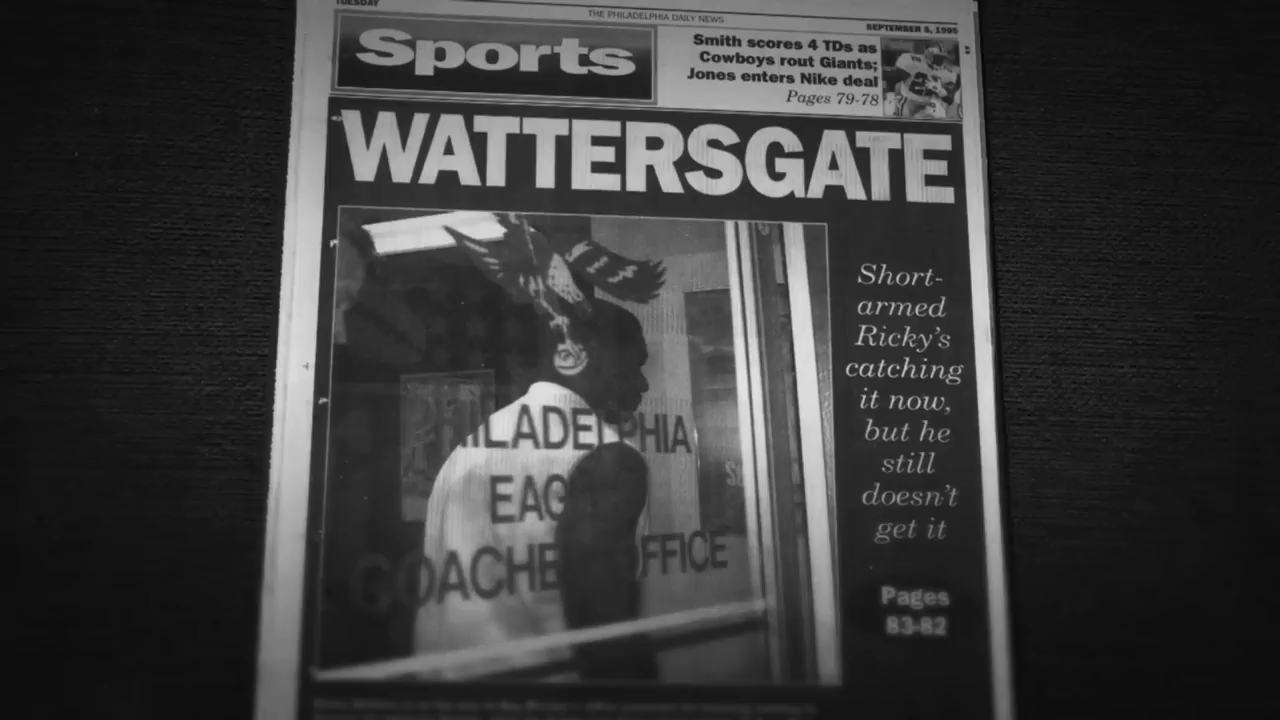 TUESDAY
THE PHILADELPHIA DAILY NEWS
SEPTEMBER 5, 1995
Sports
Smith scores 4 TDs as
Cowboys rout Giants;
Jones enters Nike deal
Pages 79-78
WATTERSGATE
Short-
armed
Ricky's
catching
it now,
but he
still
doesn't
get it
Pages
83-82
PHILADELPHIA
EAG
COACHE OFFICE